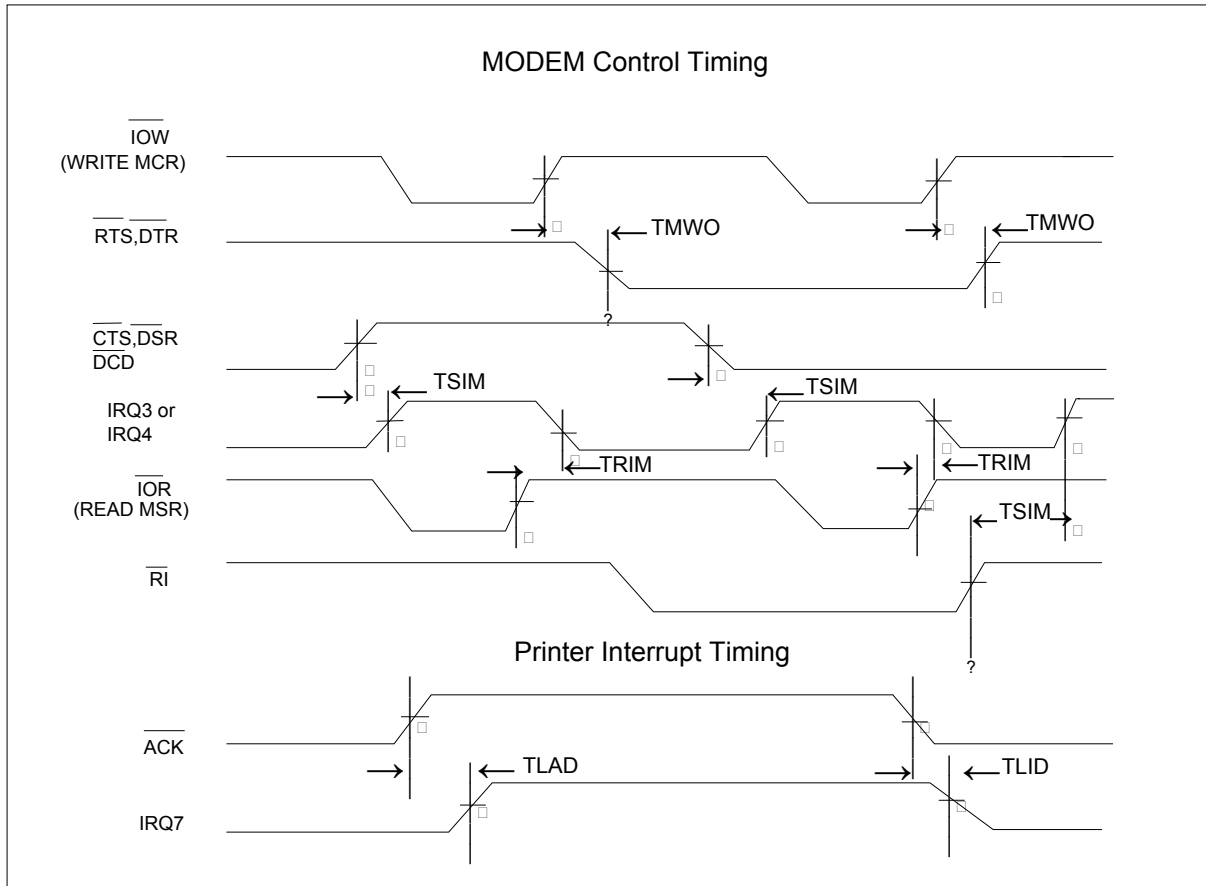 MODEM Control Timing
IOW
(WRITE MCR)
RTS,DTR
TMWO
TMWO
?
CTS,DSR
DCD
TSIM
TSIM
IRQ3 or
IRQ4
TRIM
TRIM
IOR
(READ MSR)
TSIM
RI
?
Printer Interrupt Timing
ACK
TLAD
TLID
IRQ7